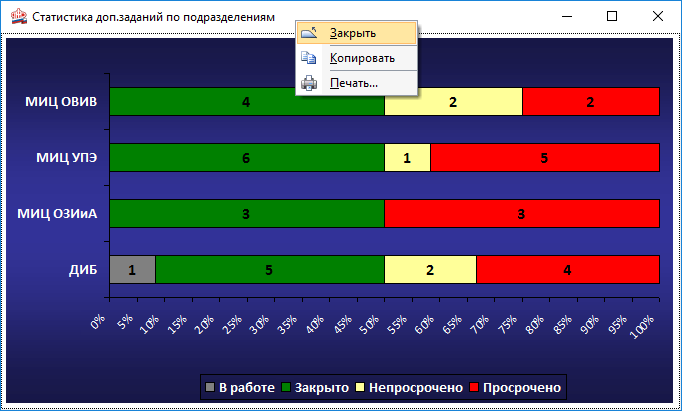 Статистика доп.заданий по подразделениям
Закрыть
Копировать
Печать...
МИЦ ОВИВ 4 2 2
МИЦ УПЭ 6 1 5
МИЦ ОЗИиА 3 3
ДИБ 1 5 2 4
0% 5% 10% 15% 20% 25% 30% 35% 40% 45% 50% 55% 60% 65% 70% 75% 80% 85% 90% 95% 100%
В работе Закрыто Непросрочено Просрочено